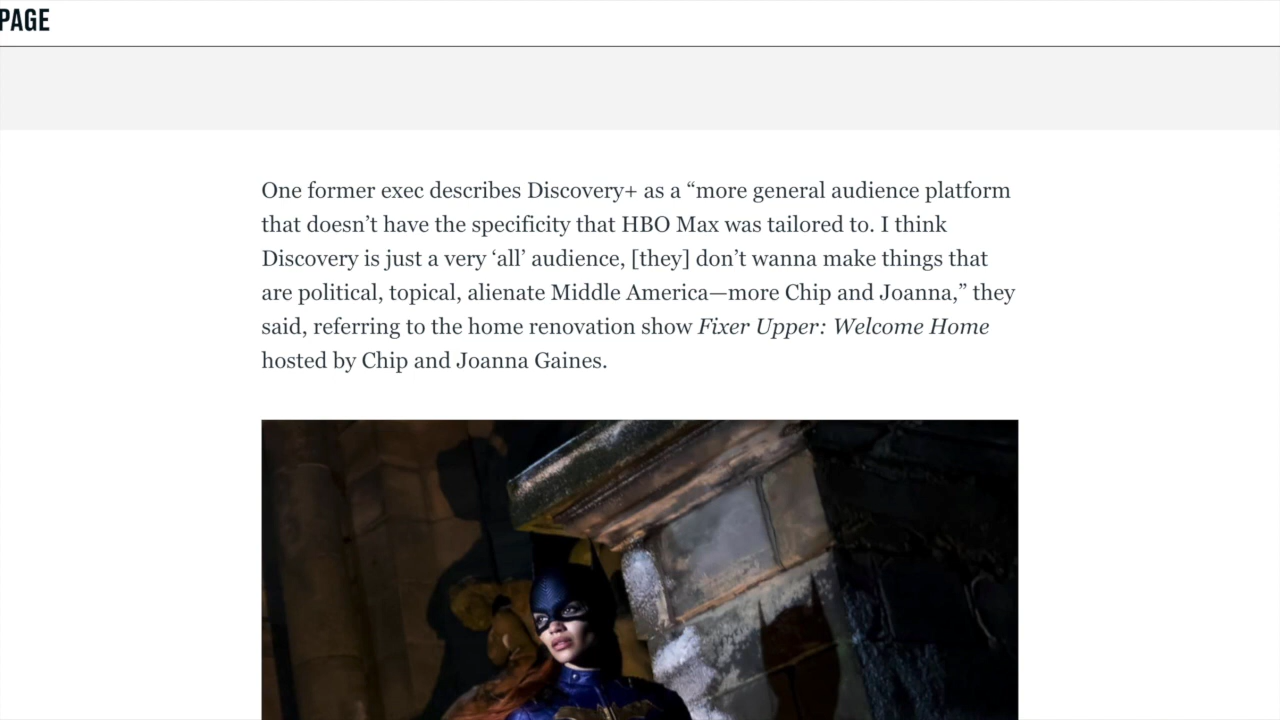 PAGE
One former exec describes Discovery+ as a “more general audience platform
that doesn’t have the specificity that HBO Max was tailored to. I think
Discovery is just a very ‘all’ audience, [they] don’t wanna make things that
are political, topical, alienate Middle America—more Chip and Joanna,” they
said, referring to the home renovation show Fixer Upper: Welcome Home
hosted by Chip and Joanna Gaines.